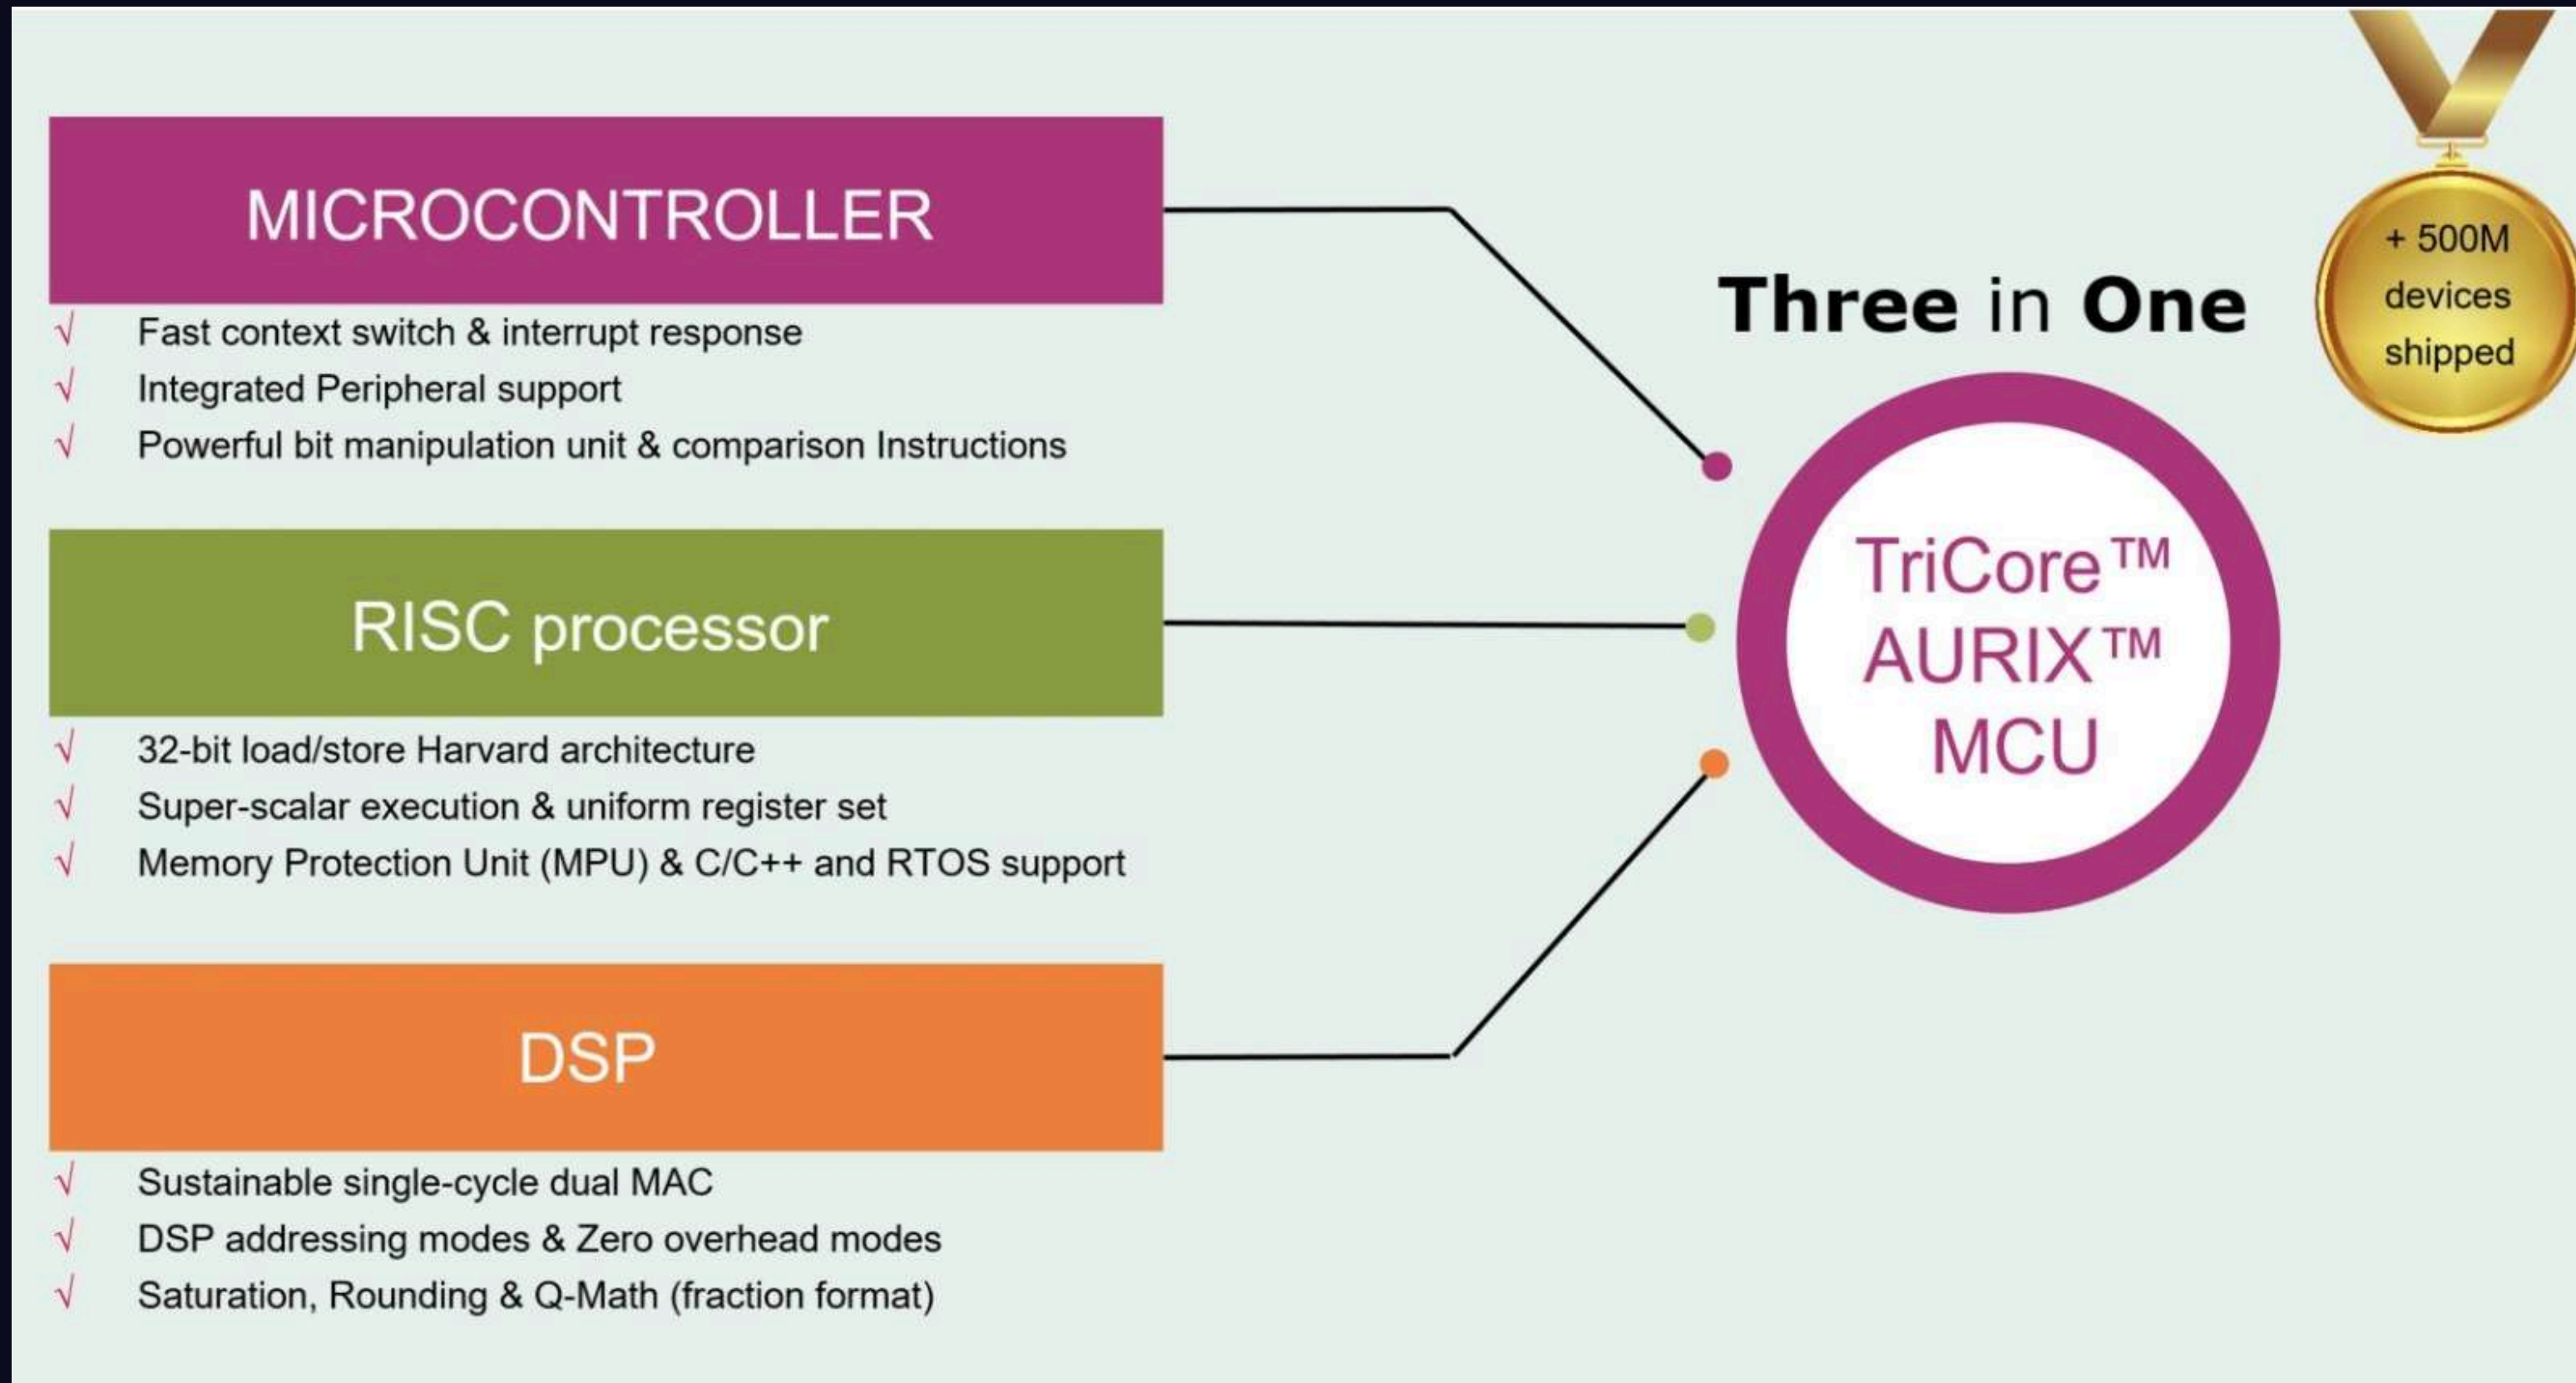 MICROCONTROLLER
√ Fast context switch & interrupt response
√ Integrated Peripheral support
√ Powerful bit manipulation unit & comparison Instructions
RISC processor
√ 32-bit load/store Harvard architecture
√ Super-scalar execution & uniform register set
√ Memory Protection Unit (MPU) & C/C++ and RTOS support
DSP
√ Sustainable single-cycle dual MAC
√ DSP addressing modes & Zero overhead modes
√ Saturation, Rounding & Q-Math (fraction format)
Three in One
TriCore™
AURIX™
MCU
+ 500M
devices
shipped